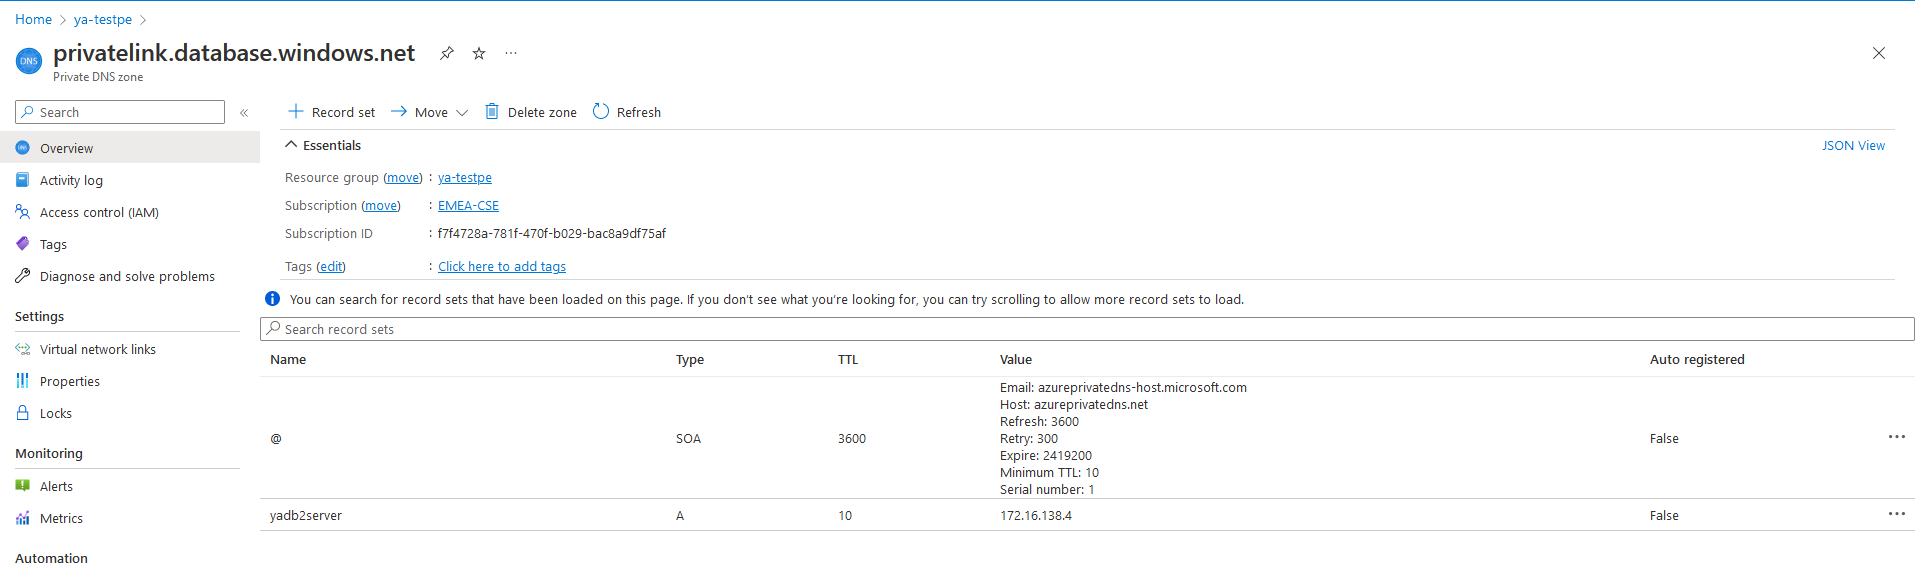 Home > ya-testpe >
DNS
privatelink.database.windows.net ...
Private DNS zone
Search «
+ Record set → Move Delete zone Refresh
Overview
Activity log
Access control (IAM)
Tags
Diagnose and solve problems
Settings
Virtual network links
Properties
Locks
Monitoring
Alerts
Metrics
Automation
Essentials JSON View
Resource group (move) : ya-testpe
Subscription (move) : EMEA-CSE
Subscription ID : f7f4728a-781f-470f-b029-bac8a9df75af
Tags (edit) : Click here to add tags
You can search for record sets that have been loaded on this page. If you don't see what you're looking for, you can try scrolling to allow more record sets to load.
Search record sets
Name Type TTL Value Auto registered
Email: azureprivatedns-host.microsoft.com
Host: azureprivatedns.net
Refresh: 3600
@ SOA 3600 Retry: 300 False ...
Expire: 2419200
Minimum TTL: 10
Serial number: 1
yadb2server A 10 172.16.138.4 False ...